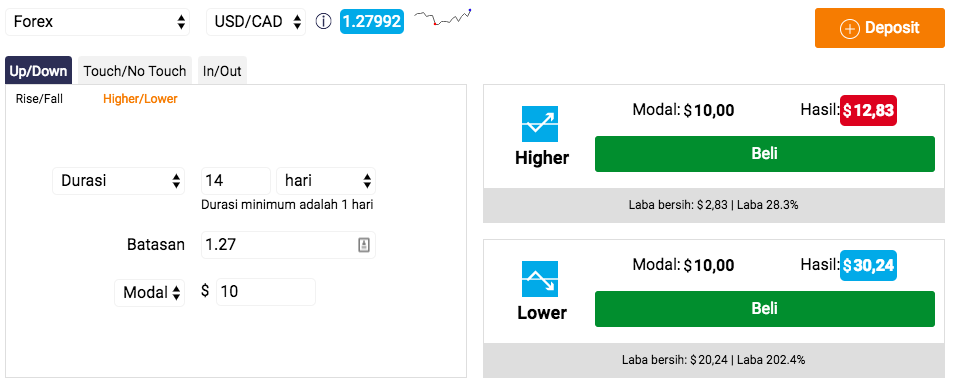 Forex USD/CAD 1.27992
Deposit
Up/Down Touch/No Touch In/Out
Rise/Fall Higher/Lower
Durasi 14 hari
Durasi minimum adalah 1 hari
Batasan 1.27
Modal $ 10
Modal: $10,00 Hasil: $12,83
Higher
Beli
Laba bersih: $2,83 | Laba 28.3%
Modal: $10,00 Hasil: $30,24
Lower
Beli
Laba bersih: $20,24 | Laba 202.4%